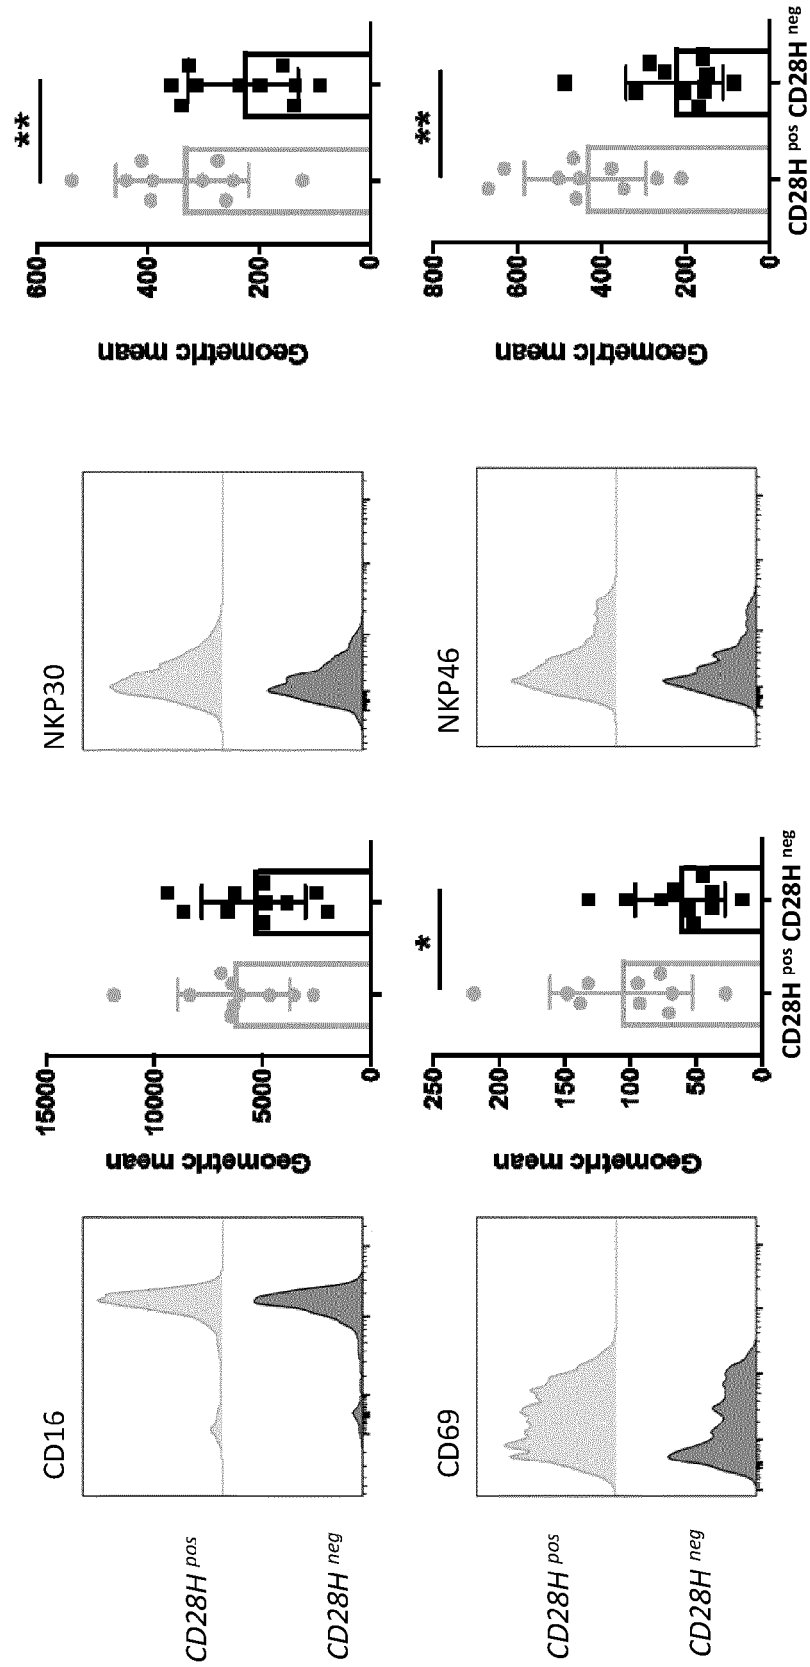 CD16
CD28H pos
CD28H neg
Geometric mean
15000
10000
5000
0
NKP30
Geometric mean
600
400
200
0
**
CD69
CD28H pos
CD28H neg
Geometric mean
250
200
150
100
50
0
*
CD28H pos CD28H neg
NKP46
Geometric mean
800
600
400
200
0
**
CD28H pos CD28H neg